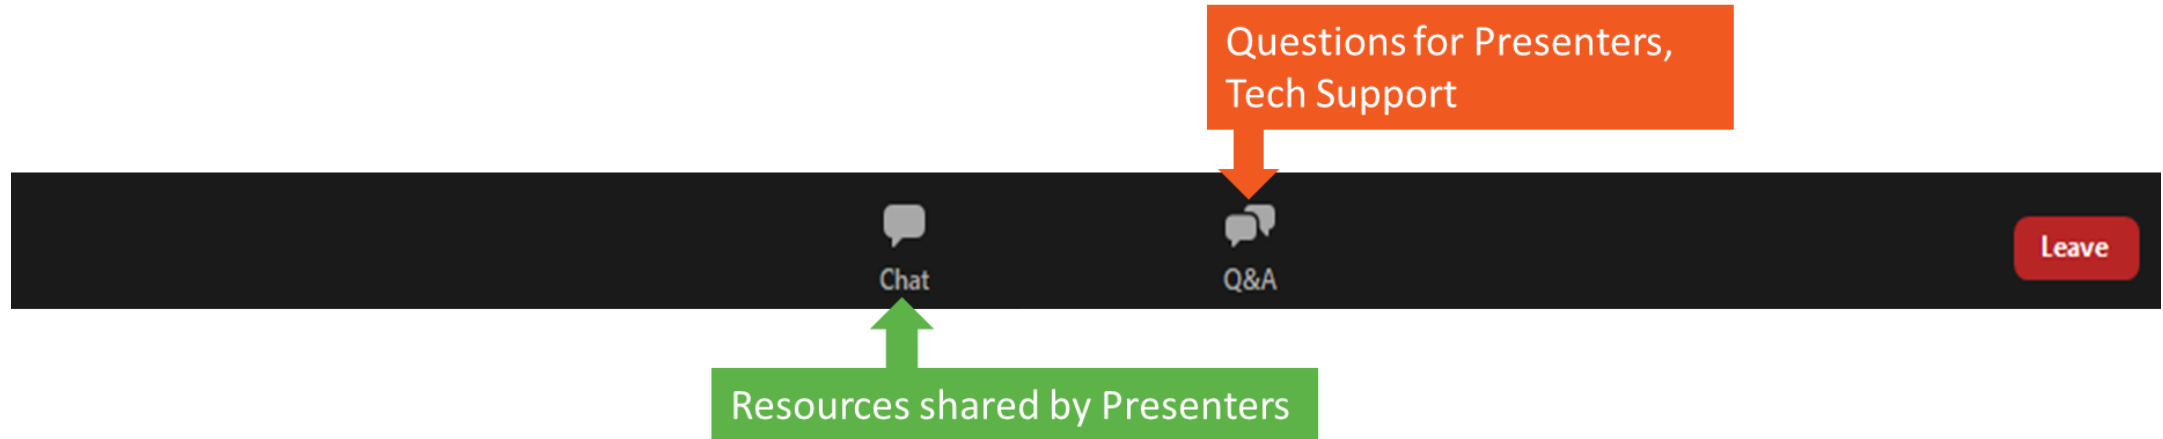 Questions for Presenters,
Tech Support
Chat
Q&A
Leave
Resources shared by Presenters